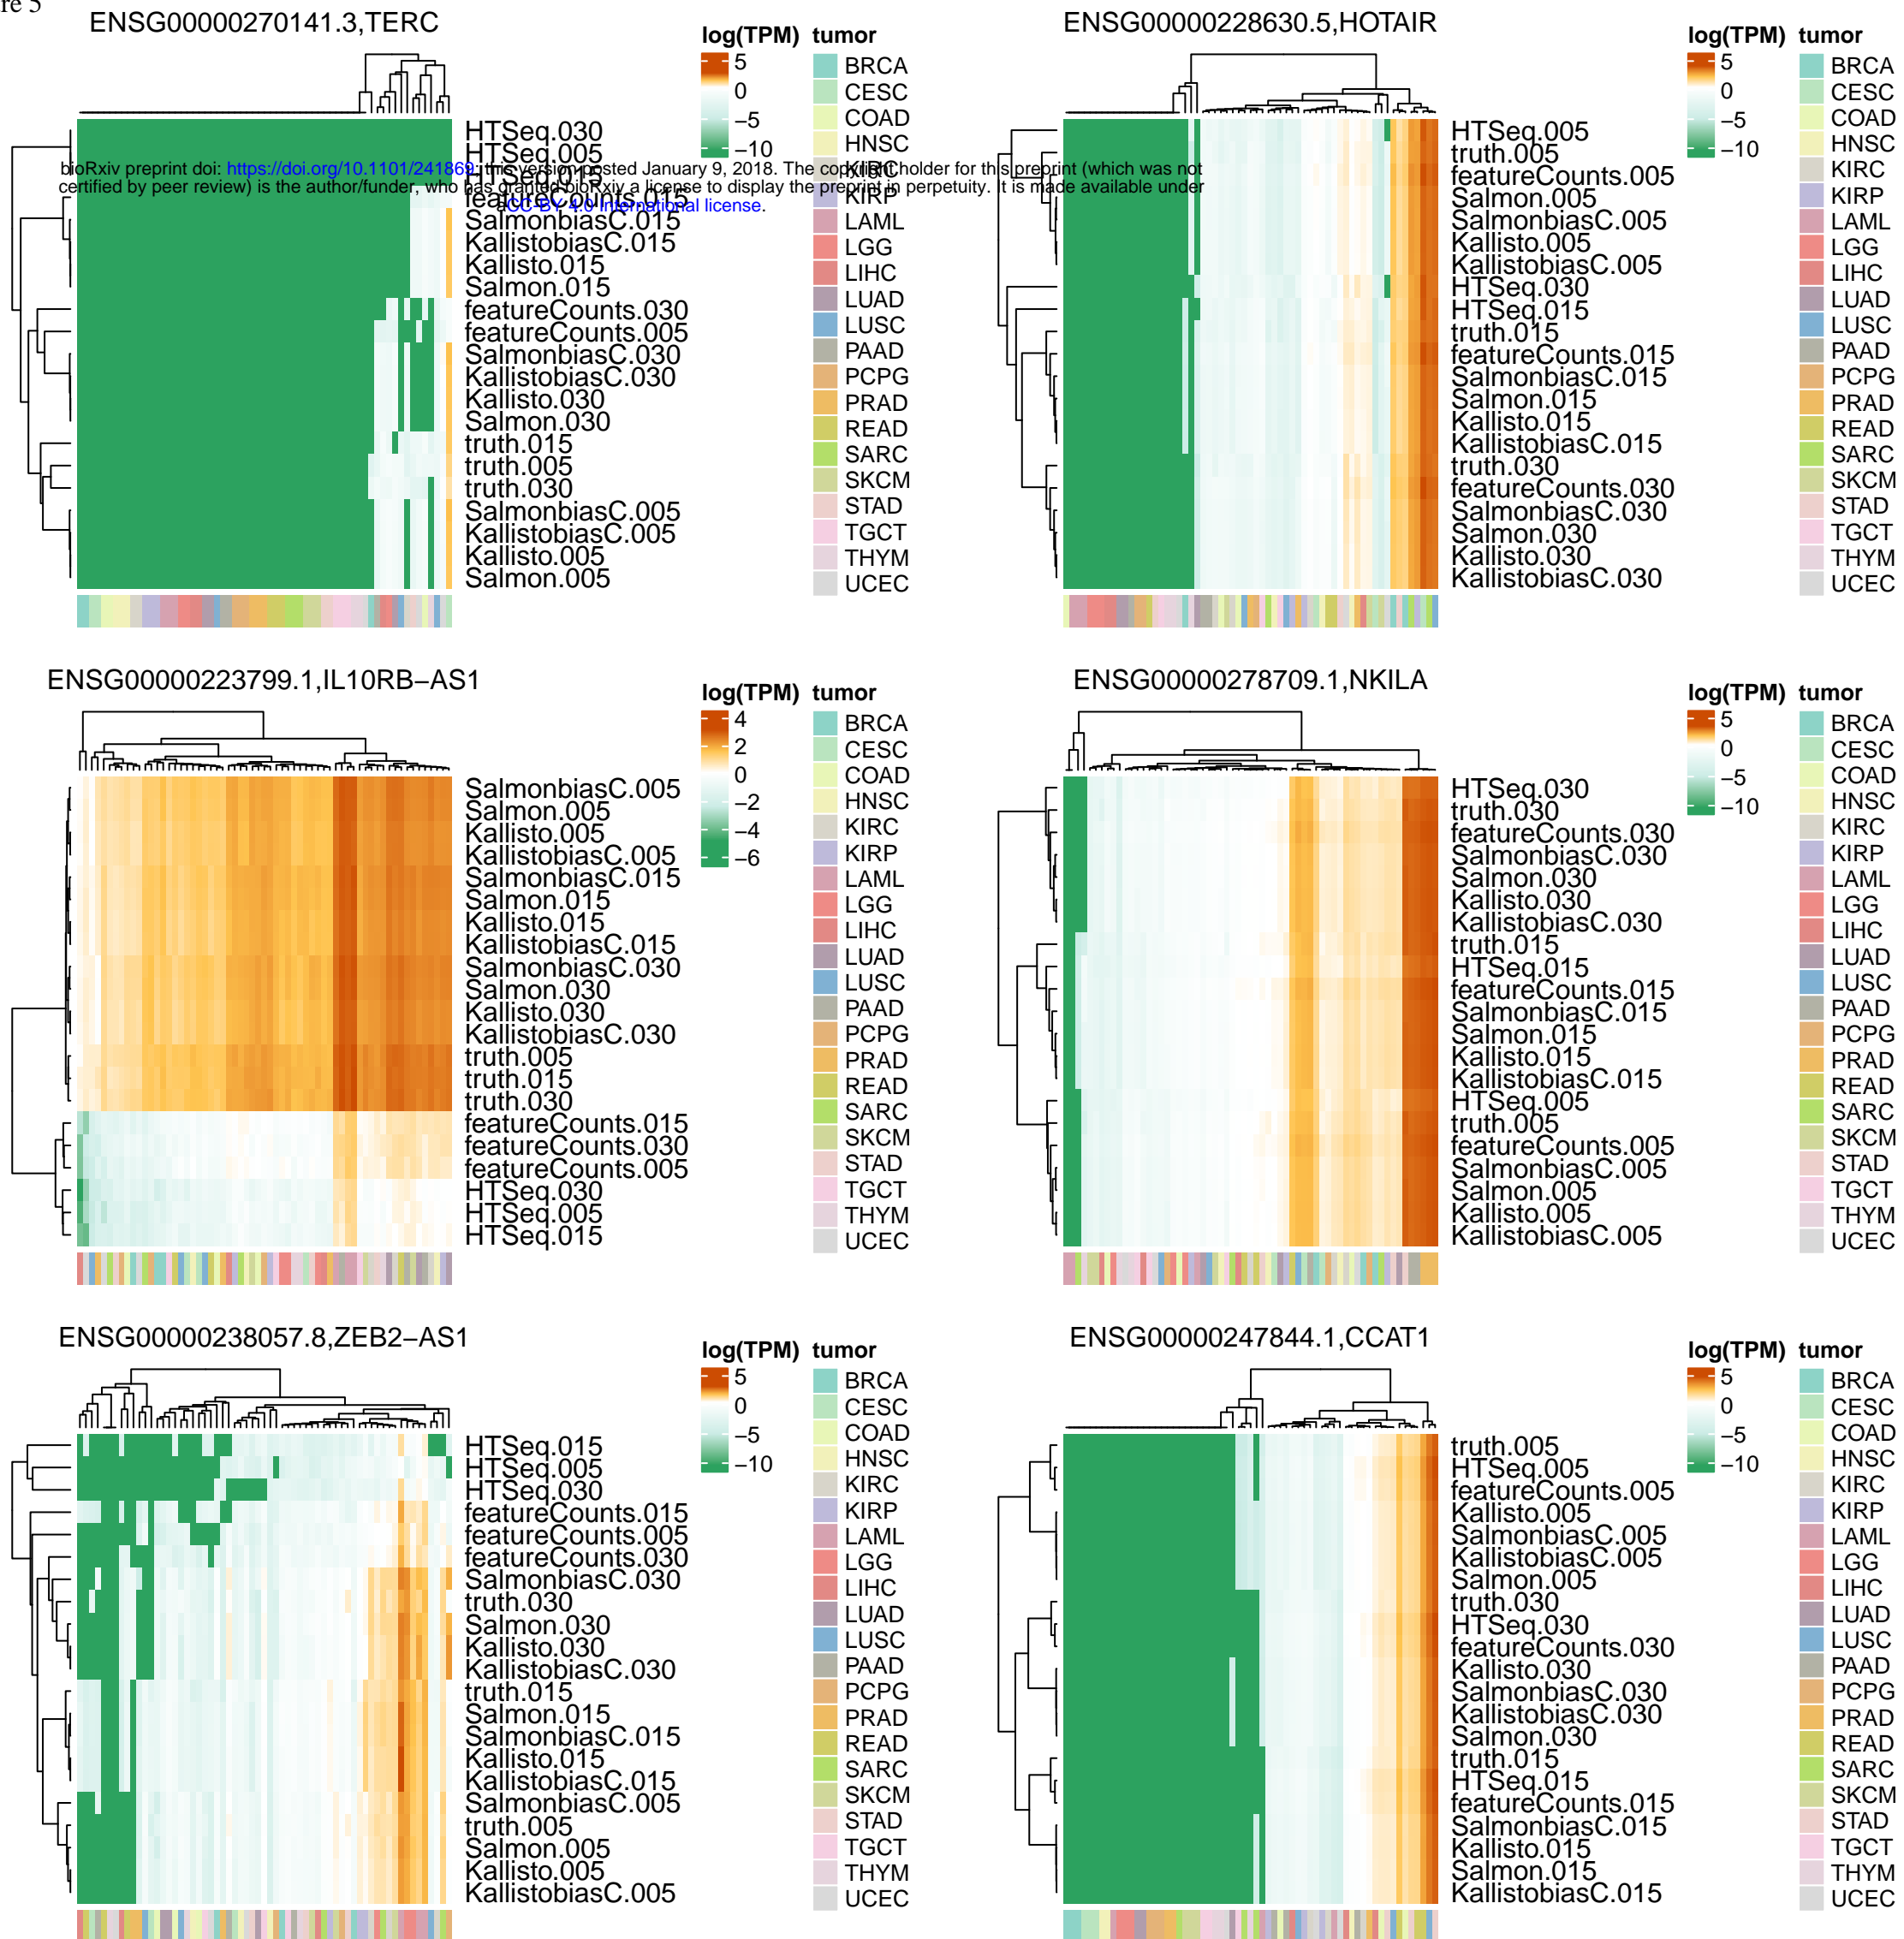 re 5
ENSG00000270141.3,TERC
log(TPM) tumor
5
0
−5
−10
BRCA
CESC
COAD
HNSC
KIRC
KIRP
LAML
LGG
LIHC
LUAD
LUSC
PAAD
PCPG
PRAD
READ
SARC
SKCM
STAD
TGCT
THYM
UCEC
HTSeq.030
HTSeq.005
HTSeq.015
featureCounts.015
SalmonbiasC.015
KallistobiasC.015
Kallisto.015
Salmon.015
featureCounts.030
featureCounts.005
SalmonbiasC.030
KallistobiasC.030
Kallisto.030
Salmon.030
truth.015
truth.005
truth.030
SalmonbiasC.005
KallistobiasC.005
Kallisto.005
Salmon.005
bioRxiv preprint doi: https://doi.org/10.1101/241869; this version posted January 9, 2018. The copyright holder for this preprint (which was not
certified by peer review) is the author/funder, who has granted bioRxiv a license to display the preprint in perpetuity. It is made available under
aCC-BY 4.0 International license.
ENSG00000228630.5,HOTAIR
log(TPM) tumor
5
0
−5
−10
BRCA
CESC
COAD
HNSC
KIRC
KIRP
LAML
LGG
LIHC
LUAD
LUSC
PAAD
PCPG
PRAD
READ
SARC
SKCM
STAD
TGCT
THYM
UCEC
HTSeq.005
truth.005
featureCounts.005
Salmon.005
SalmonbiasC.005
Kallisto.005
KallistobiasC.005
HTSeq.030
HTSeq.015
truth.015
featureCounts.015
SalmonbiasC.015
Salmon.015
Kallisto.015
KallistobiasC.015
truth.030
featureCounts.030
SalmonbiasC.030
Salmon.030
Kallisto.030
KallistobiasC.030
ENSG00000223799.1,IL10RB−AS1
log(TPM) tumor
4
2
0
−2
−4
−6
BRCA
CESC
COAD
HNSC
KIRC
KIRP
LAML
LGG
LIHC
LUAD
LUSC
PAAD
PCPG
PRAD
READ
SARC
SKCM
STAD
TGCT
THYM
UCEC
SalmonbiasC.005
Salmon.005
Kallisto.005
KallistobiasC.005
SalmonbiasC.015
Salmon.015
Kallisto.015
KallistobiasC.015
SalmonbiasC.030
Salmon.030
Kallisto.030
KallistobiasC.030
truth.005
truth.015
truth.030
featureCounts.015
featureCounts.030
featureCounts.005
HTSeq.030
HTSeq.005
HTSeq.015
ENSG00000278709.1,NKILA
log(TPM) tumor
5
0
−5
−10
BRCA
CESC
COAD
HNSC
KIRC
KIRP
LAML
LGG
LIHC
LUAD
LUSC
PAAD
PCPG
PRAD
READ
SARC
SKCM
STAD
TGCT
THYM
UCEC
HTSeq.030
truth.030
featureCounts.030
SalmonbiasC.030
Salmon.030
Kallisto.030
KallistobiasC.030
truth.015
HTSeq.015
featureCounts.015
SalmonbiasC.015
Salmon.015
Kallisto.015
KallistobiasC.015
HTSeq.005
truth.005
featureCounts.005
SalmonbiasC.005
Salmon.005
Kallisto.005
KallistobiasC.005
ENSG00000238057.8,ZEB2−AS1
log(TPM) tumor
5
0
−5
−10
BRCA
CESC
COAD
HNSC
KIRC
KIRP
LAML
LGG
LIHC
LUAD
LUSC
PAAD
PCPG
PRAD
READ
SARC
SKCM
STAD
TGCT
THYM
UCEC
HTSeq.015
HTSeq.005
HTSeq.030
featureCounts.015
featureCounts.005
featureCounts.030
SalmonbiasC.030
truth.030
Salmon.030
Kallisto.030
KallistobiasC.030
truth.015
Salmon.015
SalmonbiasC.015
Kallisto.015
KallistobiasC.015
SalmonbiasC.005
truth.005
Salmon.005
Kallisto.005
KallistobiasC.005
ENSG00000247844.1,CCAT1
log(TPM) tumor
5
0
−5
−10
BRCA
CESC
COAD
HNSC
KIRC
KIRP
LAML
LGG
LIHC
LUAD
LUSC
PAAD
PCPG
PRAD
READ
SARC
SKCM
STAD
TGCT
THYM
UCEC
truth.005
HTSeq.005
featureCounts.005
Kallisto.005
SalmonbiasC.005
KallistobiasC.005
Salmon.005
truth.030
HTSeq.030
featureCounts.030
Kallisto.030
SalmonbiasC.030
KallistobiasC.030
Salmon.030
truth.015
HTSeq.015
featureCounts.015
SalmonbiasC.015
Kallisto.015
Salmon.015
KallistobiasC.015